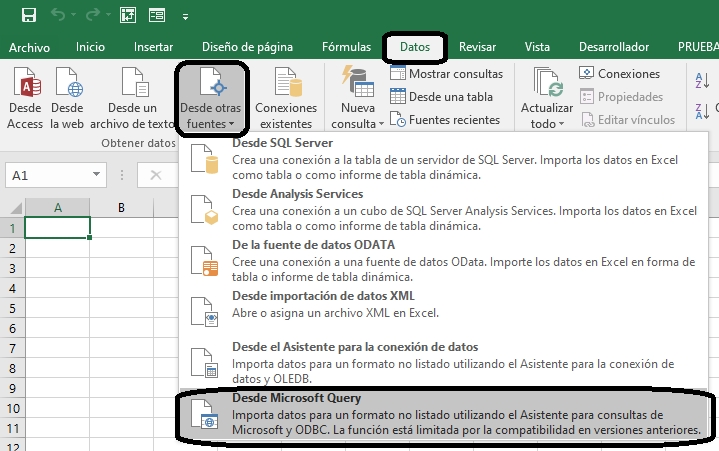 Archivo Inicio Insertar Diseño de página Fórmulas Datos Revisar Vista Desarrollador PRUEBA
Desde Access
Desde la web
Desde un archivo de texto
Desde otras fuentes
Conexiones existentes
Obtener datos
Nueva consulta
Mostrar consultas
Desde una tabla
Fuentes recientes
Actualizar todo
Conexiones
Propiedades
Editar vínculos
A1
A B
1
2
3
4
5
6
7
8
9
10
11
Desde SQL Server
Crea una conexión a la tabla de un servidor de SQL Server. Importa los datos en Excel
como tabla o como informe de tabla dinámica.
Desde Analysis Services
Crea una conexión a un cubo de SQL Server Analysis Services. Importa los datos en Excel
como tabla o como informe de tabla dinámica.
De la fuente de datos ODATA
Cree una conexión a una fuente de datos OData. Importe los datos en Excel en forma de
tabla o informe de tabla dinámica.
Desde importación de datos XML
Abre o asigna un archivo XML en Excel.
Desde el Asistente para la conexión de datos
Importa datos para un formato no listado utilizando el Asistente para la conexión de
datos y OLEDB.
Desde Microsoft Query
Importa datos para un formato no listado utilizando el Asistente para consultas de
Microsoft y ODBC. La función está limitada por la compatibilidad en versiones anteriores.